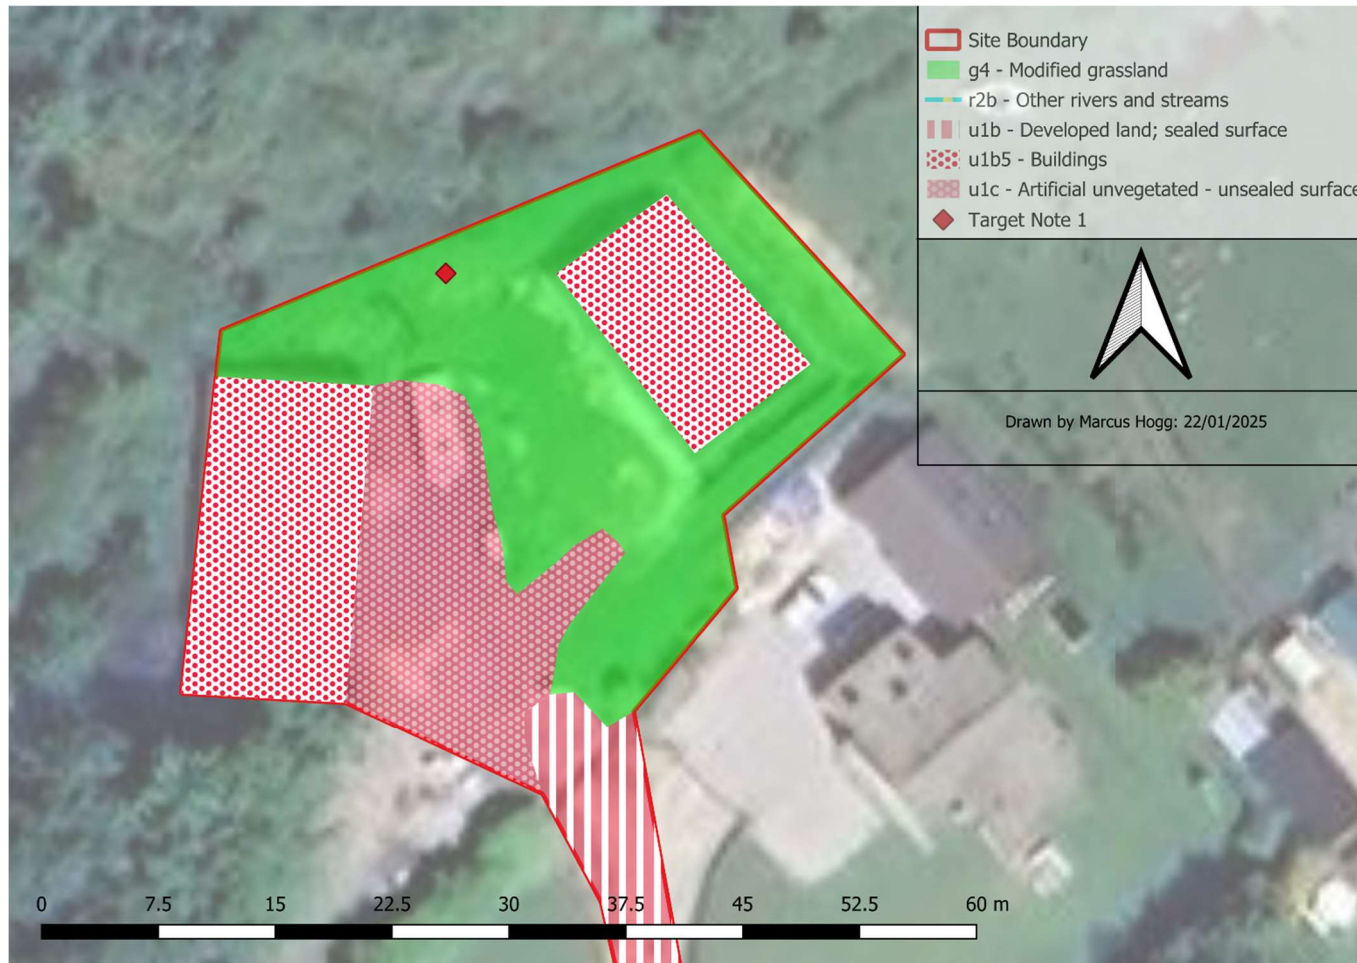 Site Boundary
g4 - Modified grassland
r2b - Other rivers and streams
u1b - Developed land; sealed surface
u1b5 - Buildings
u1c - Artificial unvegetated - unsealed surface
Target Note 1
Drawn by Marcus Hogg: 22/01/2025
0 7.5 15 22.5 30 37.5 45 52.5 60 m